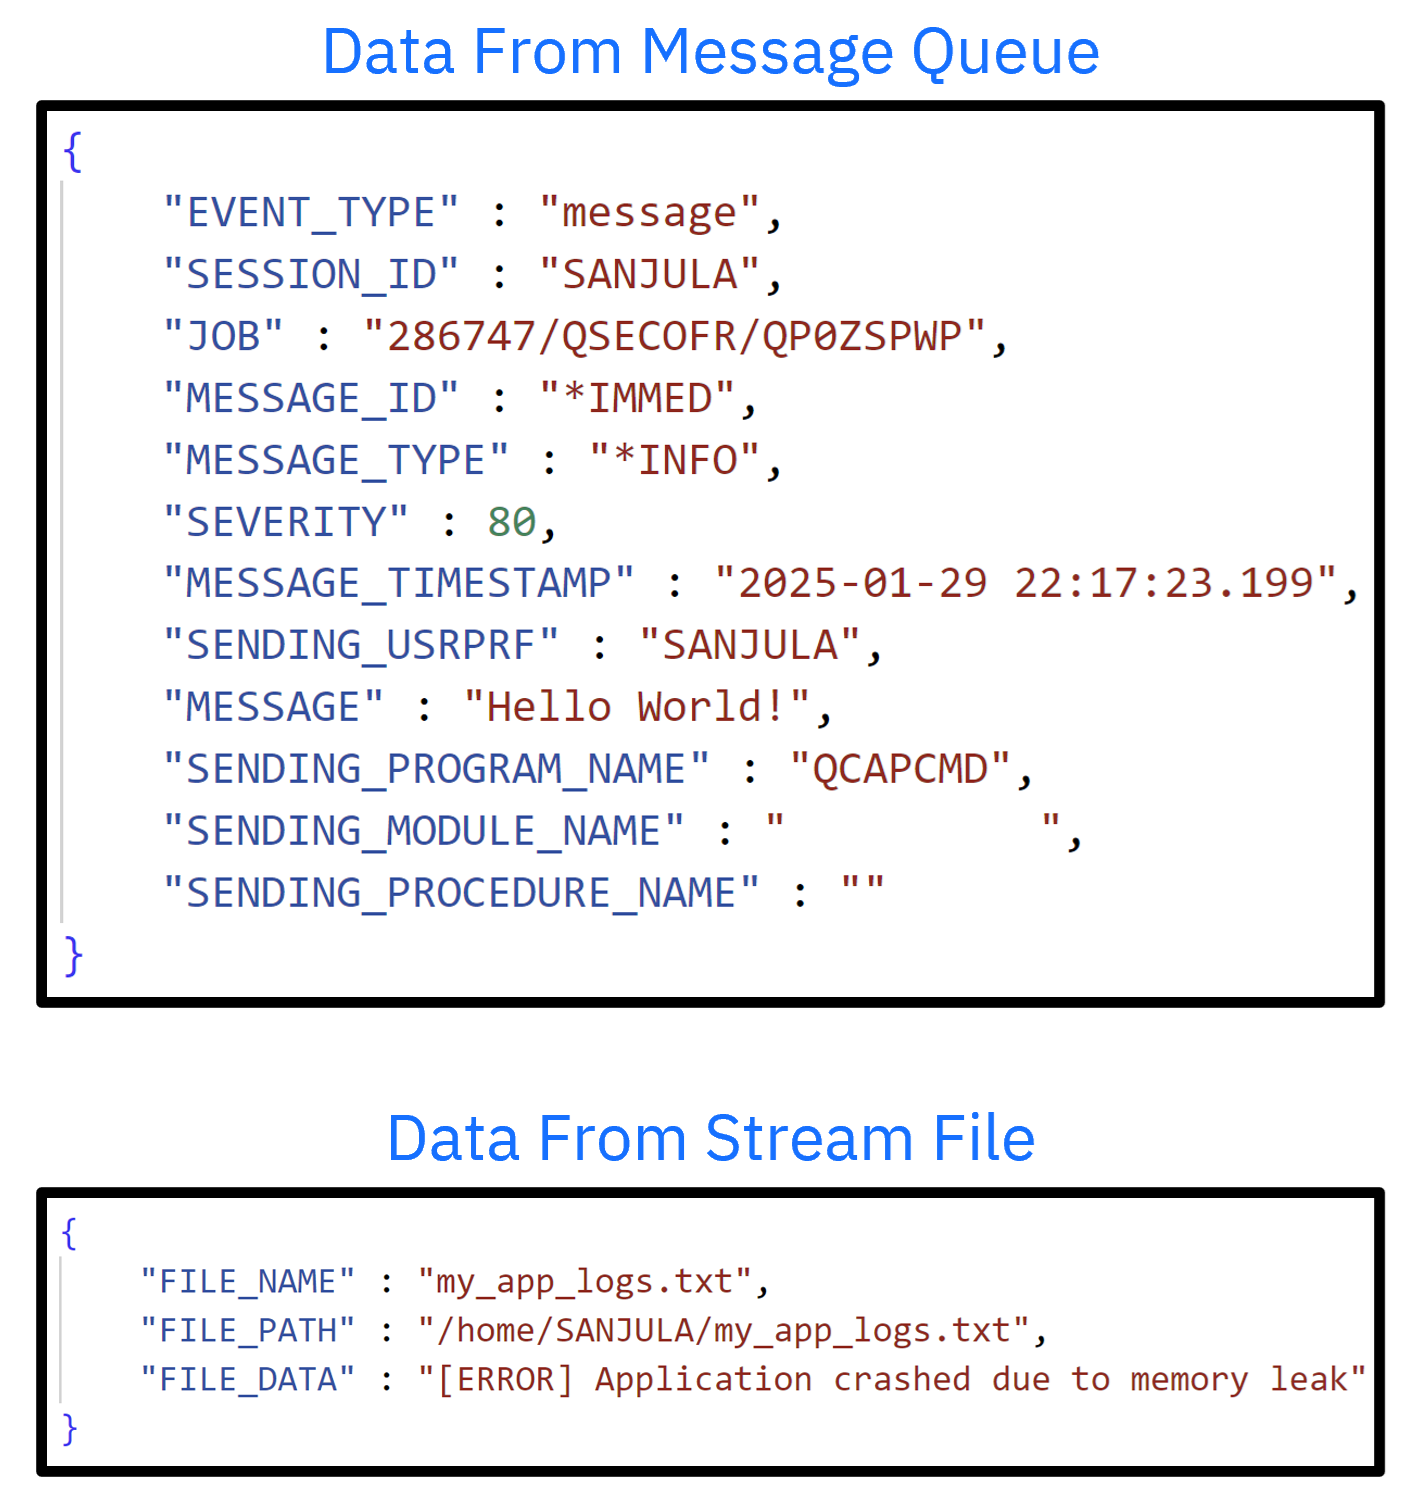 Data From Message Queue
{
    "EVENT_TYPE" : "message",
    "SESSION_ID" : "SANJULA",
    "JOB" : "286747/QSECOFR/QP0ZSPWP",
    "MESSAGE_ID" : "*IMMED",
    "MESSAGE_TYPE" : "*INFO",
    "SEVERITY" : 80,
    "MESSAGE_TIMESTAMP" : "2025-01-29 22:17:23.199",
    "SENDING_USRPRF" : "SANJULA",
    "MESSAGE" : "Hello World!",
    "SENDING_PROGRAM_NAME" : "QCAPCMD",
    "SENDING_MODULE_NAME" : "          ",
    "SENDING_PROCEDURE_NAME" : ""
}
Data From Stream File
{
    "FILE_NAME" : "my_app_logs.txt",
    "FILE_PATH" : "/home/SANJULA/my_app_logs.txt",
    "FILE_DATA" : "[ERROR] Application crashed due to memory leak"
}